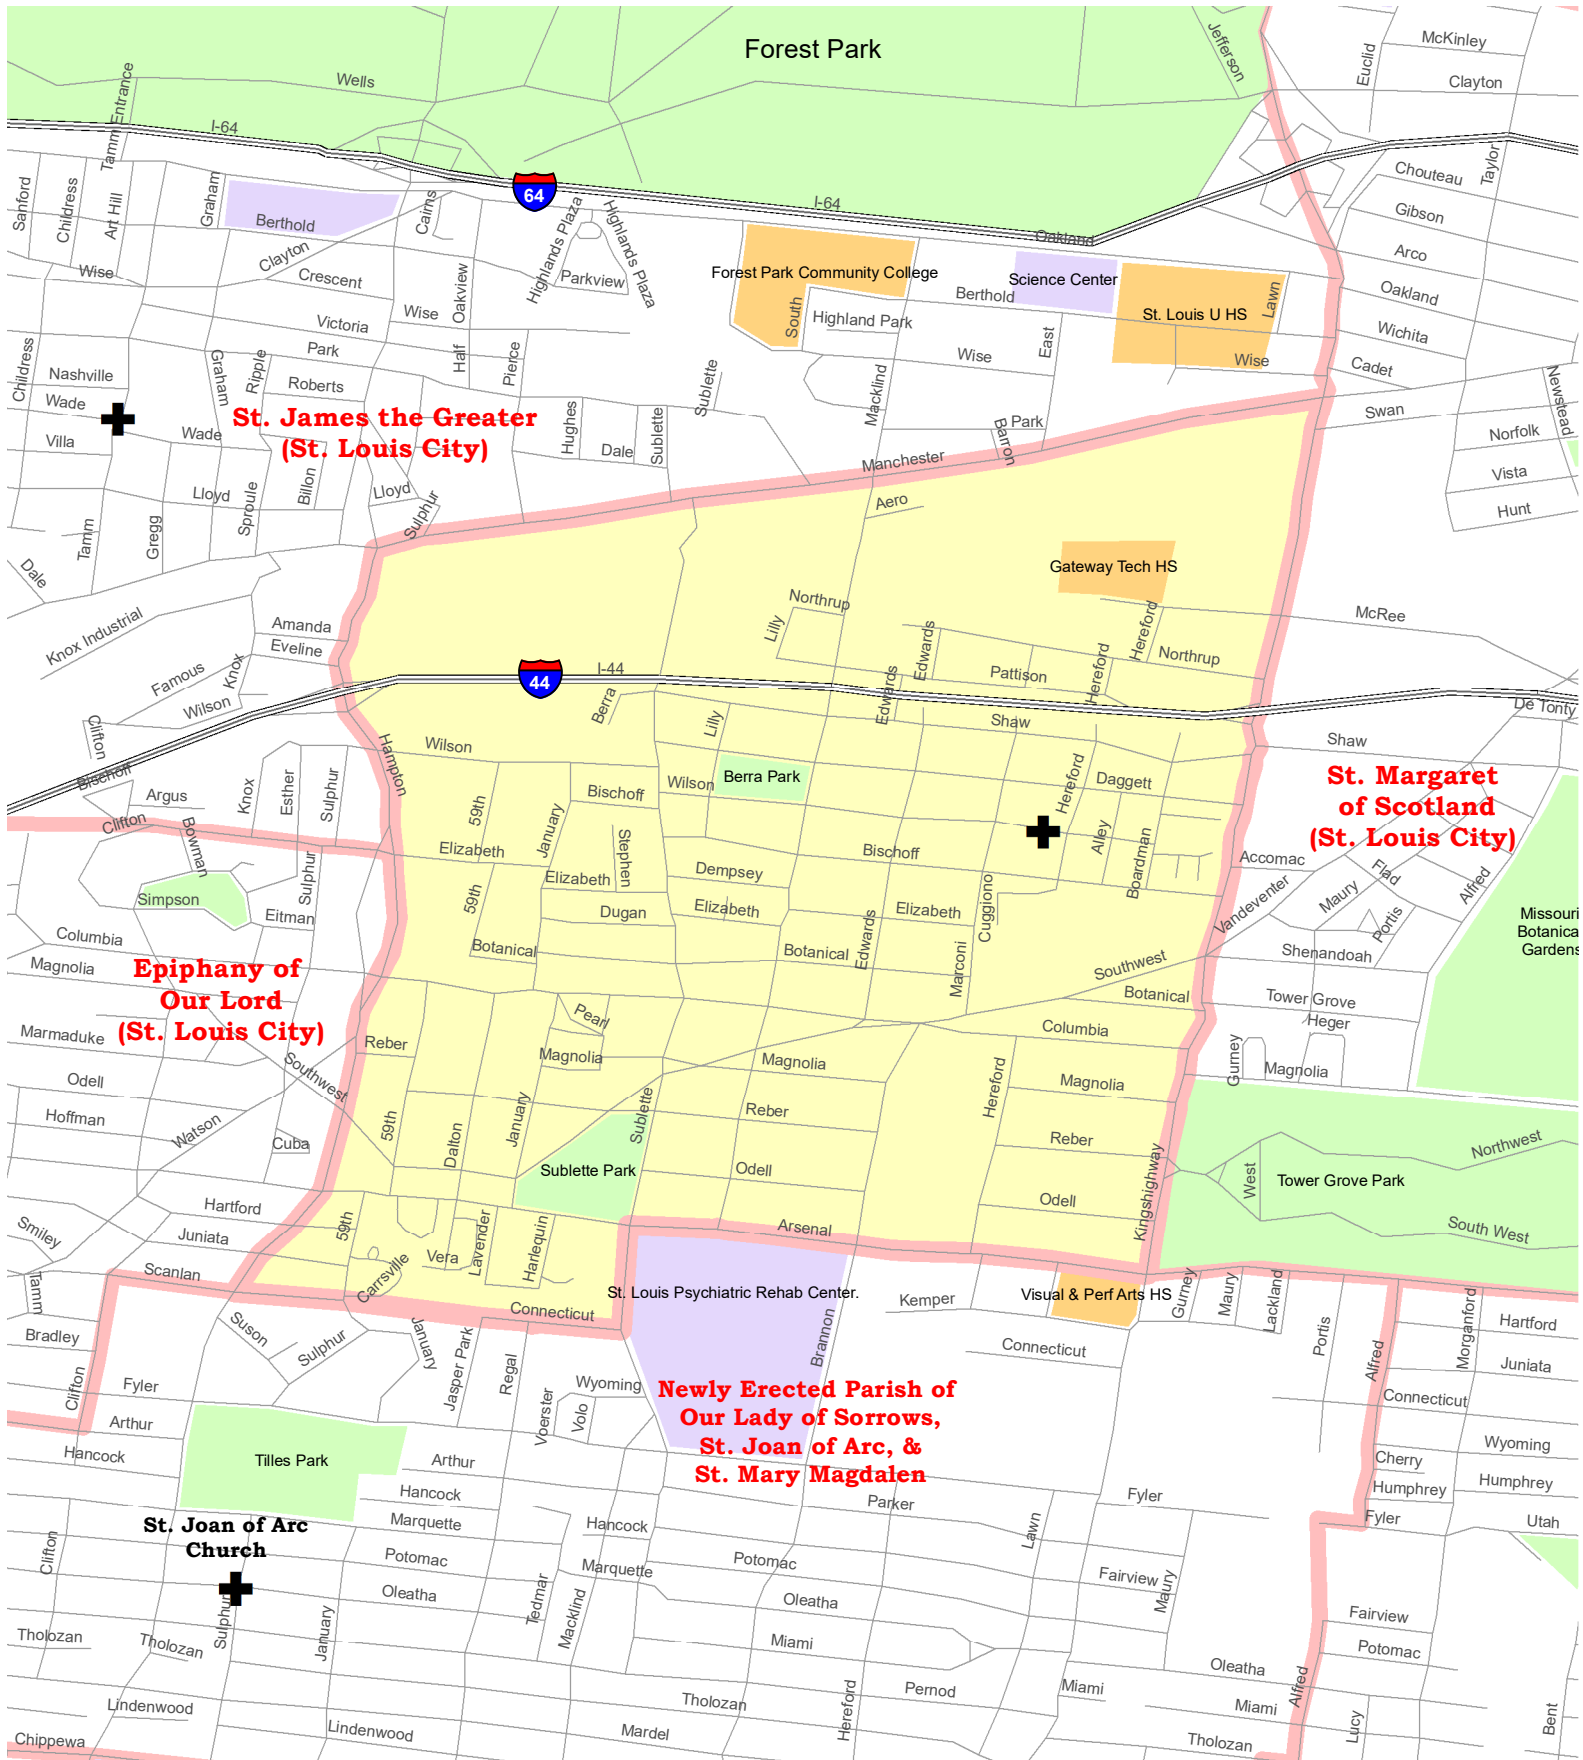 Forest Park
Jefferson
Euclid
McKinley
Clayton
Wells
Tamm Entrance
I-64
64
I-64
Chouteau
Taylor
Sanford
Childress
Art Hill
Graham
Berthold
Cairns
Highlands Plaza
Highlands Plaza
Gibson
Clayton
Oakland
Arco
Wise
Crescent
Oakview
Parkview
Forest Park Community College
Science Center
Berthold
Lawn
Oakland
South
Victoria
Wise
Highland Park
St. Louis U HS
Wichita
Childress
Park
Half
Pierce
East
Wise
Wise
Cadet
Nashville
Graham
Ripple
Roberts
Sublette
Macklind
Newstead
Wade
St. James the Greater
(St. Louis City)
Swan
Villa
Wade
Hughes
Dale
Sublette
Park
Barron
Norfolk
Manchester
Vista
Lloyd
Billon
Lloyd
Sulphur
Sproule
Aero
Hunt
Tamm
Gregg
Dale
Gateway Tech HS
Knox Industrial
Northrup
McRee
Amanda
Lilly
Edwards
Hereford
Eveline
Northrup
Famous
Knox
I-44
44
Pattison
Hereford
Wilson
Berra
Edwards
De Tonty
Clifton
Lilly
Shaw
Shaw
Hampton
Wilson
Bischoff
Berra Park
Daggett
St. Margaret
of Scotland
(St. Louis City)
Argus
Knox
Esther
Sulphur
Wilson
Bischoff
Hereford
59th
January
Clifton
Bowman
Stephen
Alley
Elizabeth
Bischoff
Boardman
Accomac
Sulphur
Dempsey
Flad
Elizabeth
Alfred
Simpson
59th
Maury
Vandeventer
Eitman
Dugan
Elizabeth
Elizabeth
Cuggiono
Portis
Missouri
Columbia
Edwards
Botanical
Botanical
Marconi
Shenandoah
Gardens
Magnolia
Epiphany of
Our Lord
(St. Louis City)
Southwest
Botanical
Tower Grove
Pearl
Heger
Marmaduke
Reber
Columbia
Gurney
Southwest
Magnolia
Magnolia
Magnolia
Odell
Hereford
Magnolia
Hoffman
Watson
59th
January
Sublette
Reber
Cuba
Dalton
Reber
Northwest
Sublette Park
Odell
Kingshighway
West
Tower Grove Park
Hartford
Odell
Smiley
59th
Arsenal
South West
Juniata
Lavender
Harlequin
Vera
Scanlan
Carrsville
Tamm
St. Louis Psychiatric Rehab Center.
Visual & Perf Arts HS
Gurney
Maury
Lackland
Kemper
Connecticut
Morganford
Bradley
Suson
Sulphur
January
Jasper Park
Brannon
Portis
Hartford
Connecticut
Alfred
Juniata
Regal
Clifton
Fyler
Wyoming
Newly Erected Parish of
Our Lady of Sorrows,
St. Joan of Arc, &
St. Mary Magdalen
Connecticut
Arthur
Voerster
Volo
Hancock
Tilles Park
Arthur
Wyoming
Cherry
Hancock
Humphrey
Humphrey
Parker
Fyler
St. Joan of Arc
Church
Marquette
Hancock
Lawn
Fyler
Utah
Clifton
Potomac
Marquette
Potomac
Oleatha
Tedmar
Macklind
Oleatha
Fairview
Maury
Fairview
Tholozan
Tholozan
Sulphur
January
Miami
Potomac
Oleatha
Lindenwood
Tholozan
Pernod
Miami
Alfred
Hereford
Miami
Lucy
Bent
Chippewa
Lindenwood
Mardel
Tholozan